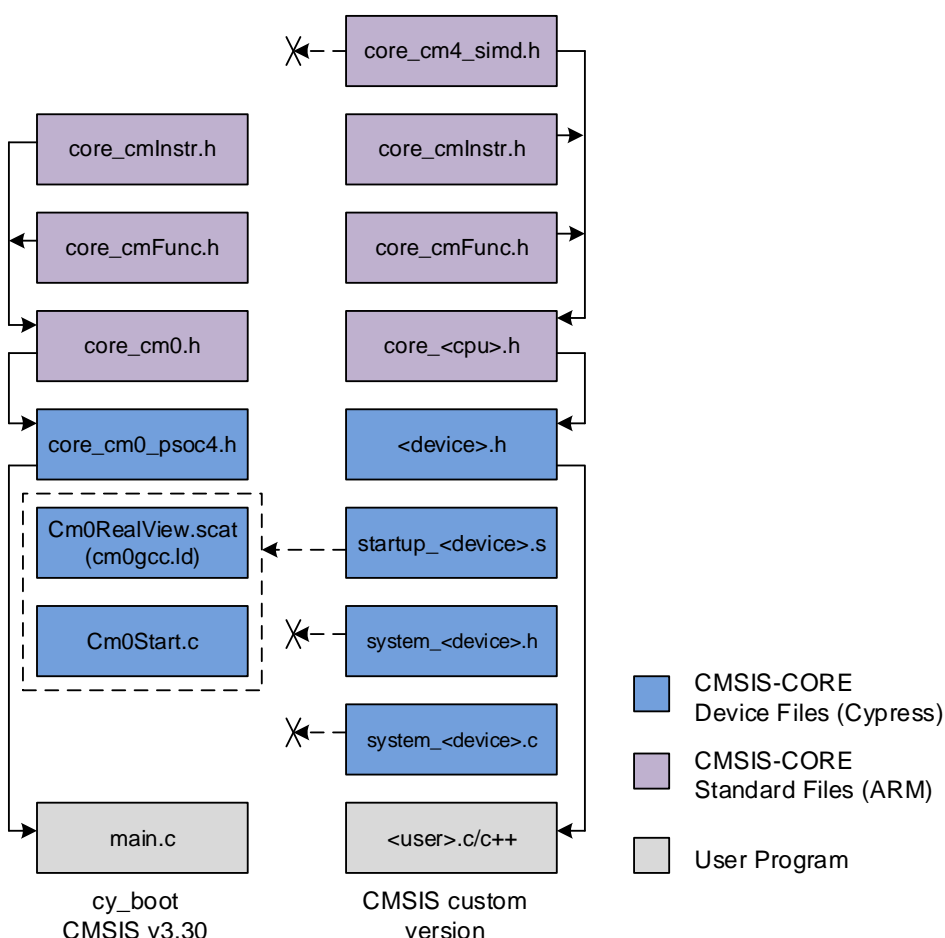 core_cm4_simd.h
core_cmInstr.h
core_cmInstr.h
core_cmFunc.h
core_cmFunc.h
core_cm0.h
core_<cpu>.h
core_cm0_psoc4.h
<device>.h
Cm0RealView.scat
(cm0gcc.ld)
startup_<device>.s
Cm0Start.c
system_<device>.h
system_<device>.c
main.c
<user>.c/c++
cy_boot
CMSIS v3.30
CMSIS custom
version
CMSIS-CORE
Device Files (Cypress)
CMSIS-CORE
Standard Files (ARM)
User Program